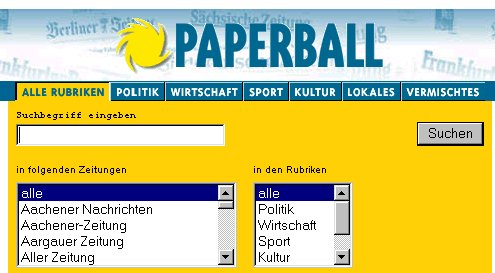 Berliner
Sächsische Zeitung
PAPERBALL
Frankfurter
ALLE RUBRIKEN POLITIK WIRTSCHAFT SPORT KULTUR LOKALES VERMISCHTES
Suchbegriff eingeben
Suchen
in folgenden Zeitungen in den Rubriken
alle alle
Aachener Nachrichten Politik
Aachener-Zeitung Wirtschaft
Aargauer Zeitung Sport
Aller Zeitung Kultur